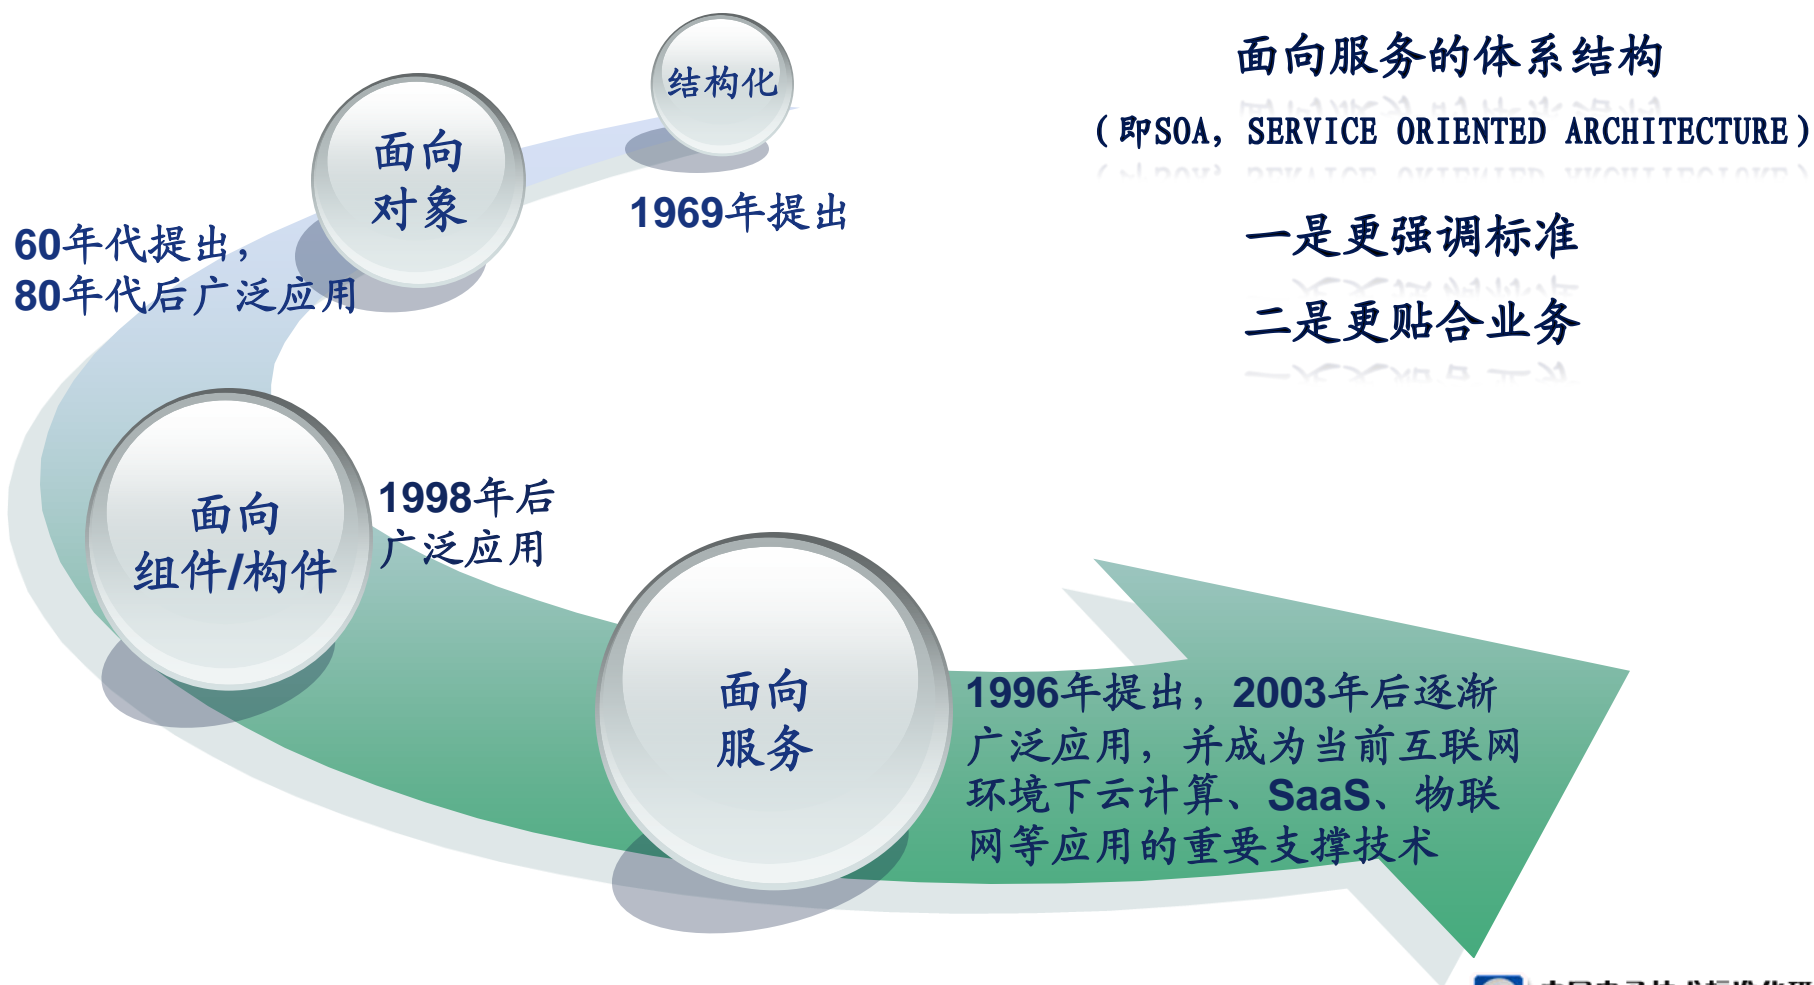 结构化
1969年提出
面向
对象
60年代提出,
80年代后广泛应用
面向
组件/构件
1998年后
广泛应用
面向
服务
1996年提出，2003年后逐渐
广泛应用，并成为当前互联网
环境下云计算、SaaS、物联
网等应用的重要支撑技术
面向服务的体系结构
(即SOA, SERVICE ORIENTED ARCHITECTURE)
一是更强调标准
二是更贴合业务